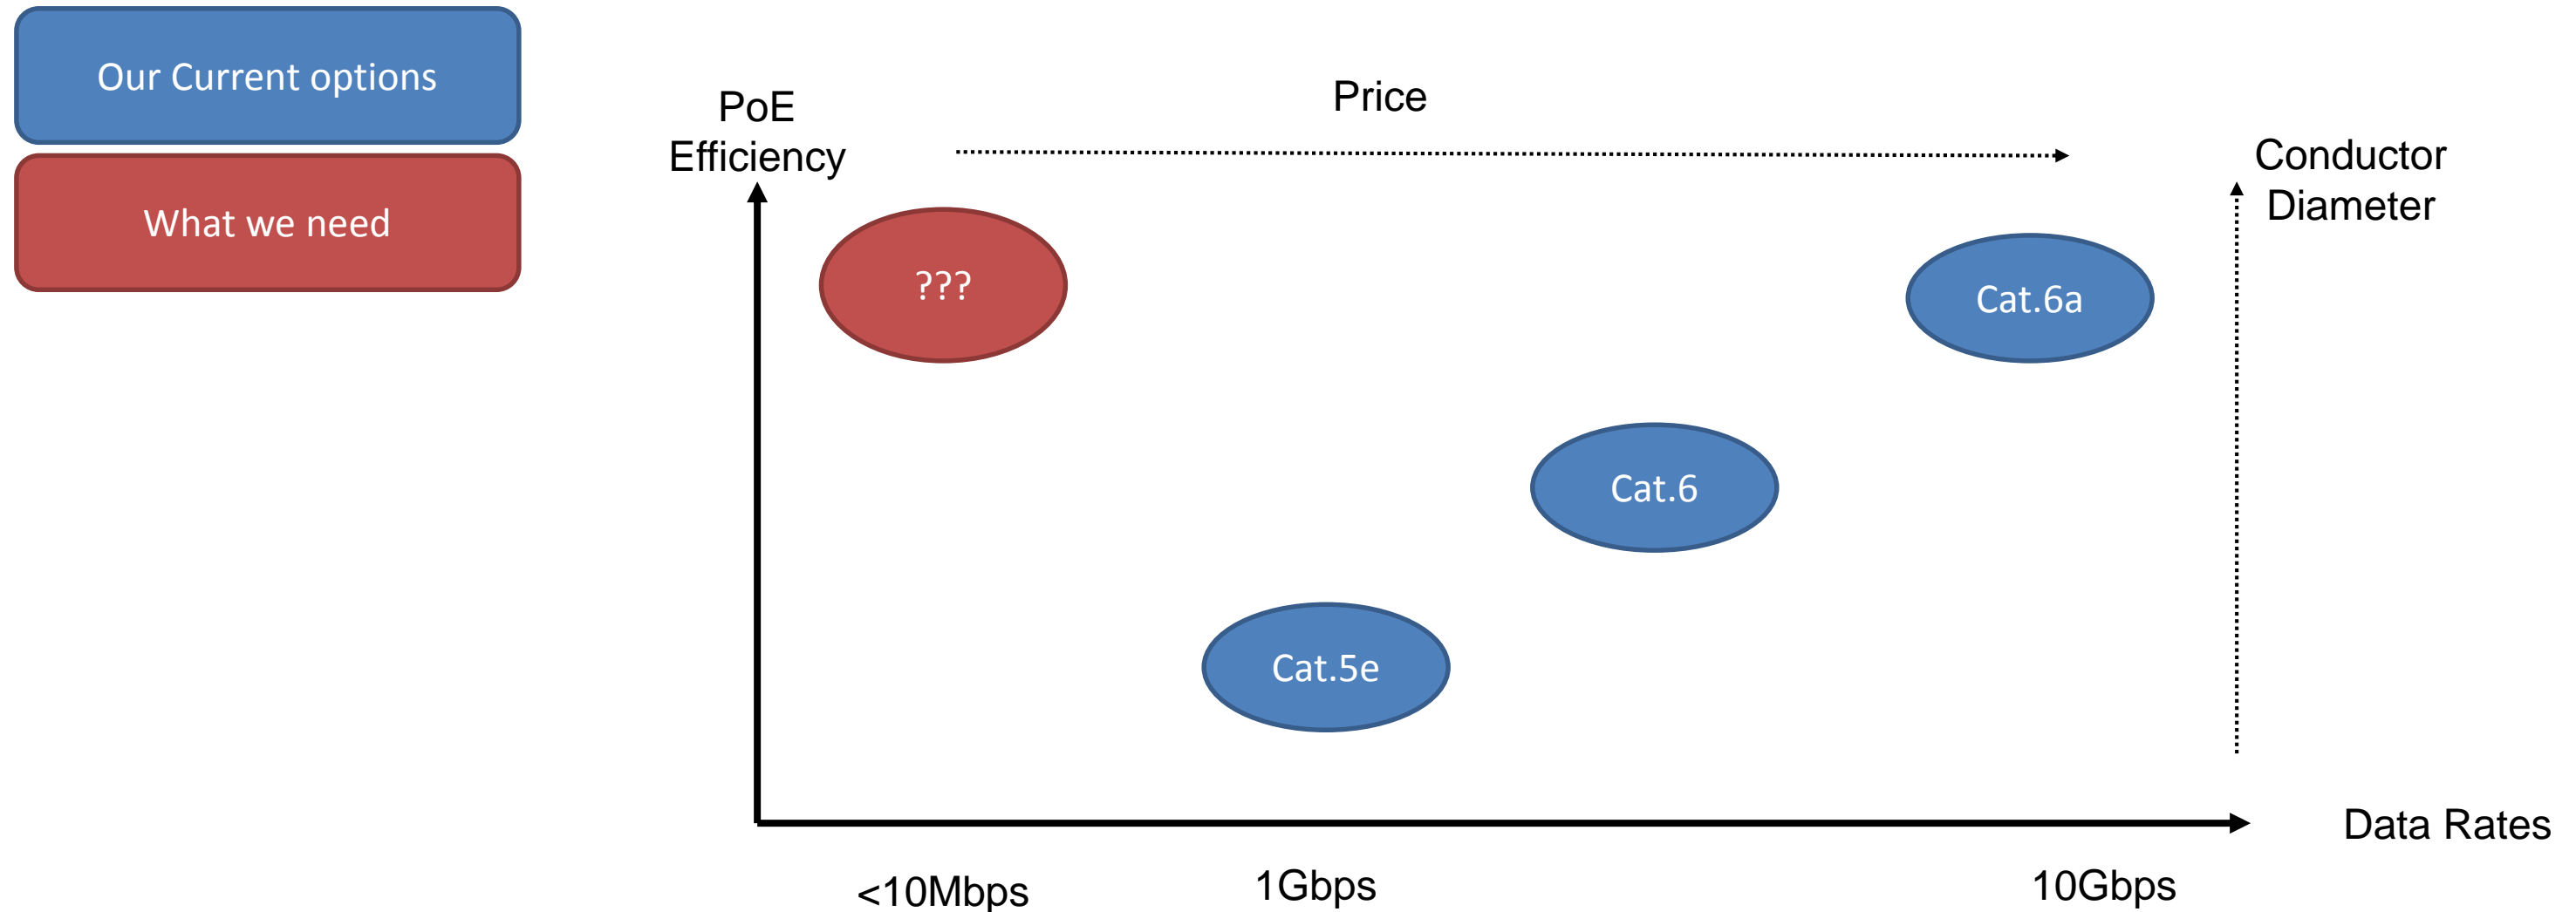 Our Current options
What we need
PoE
Efficiency
Price
Conductor
Diameter
???
Cat.6a
Cat.6
Cat.5e
Data Rates
<10Mbps
1Gbps
10Gbps